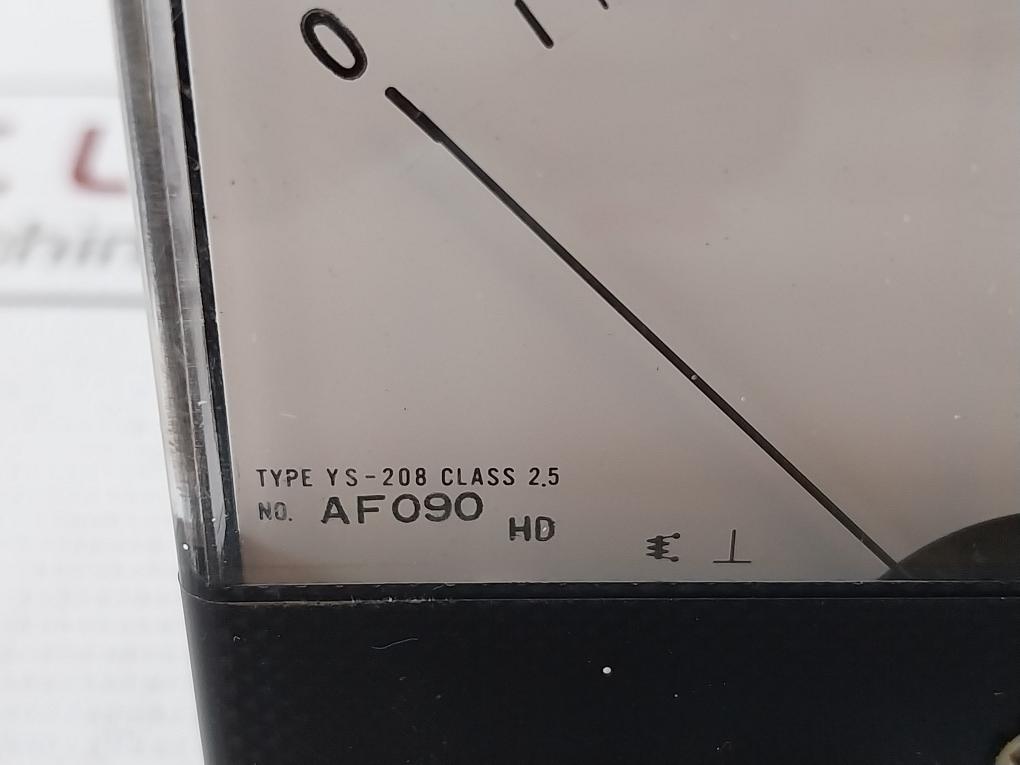 0
TYPE YS-208 CLASS 2.5
NO. AF090
HD